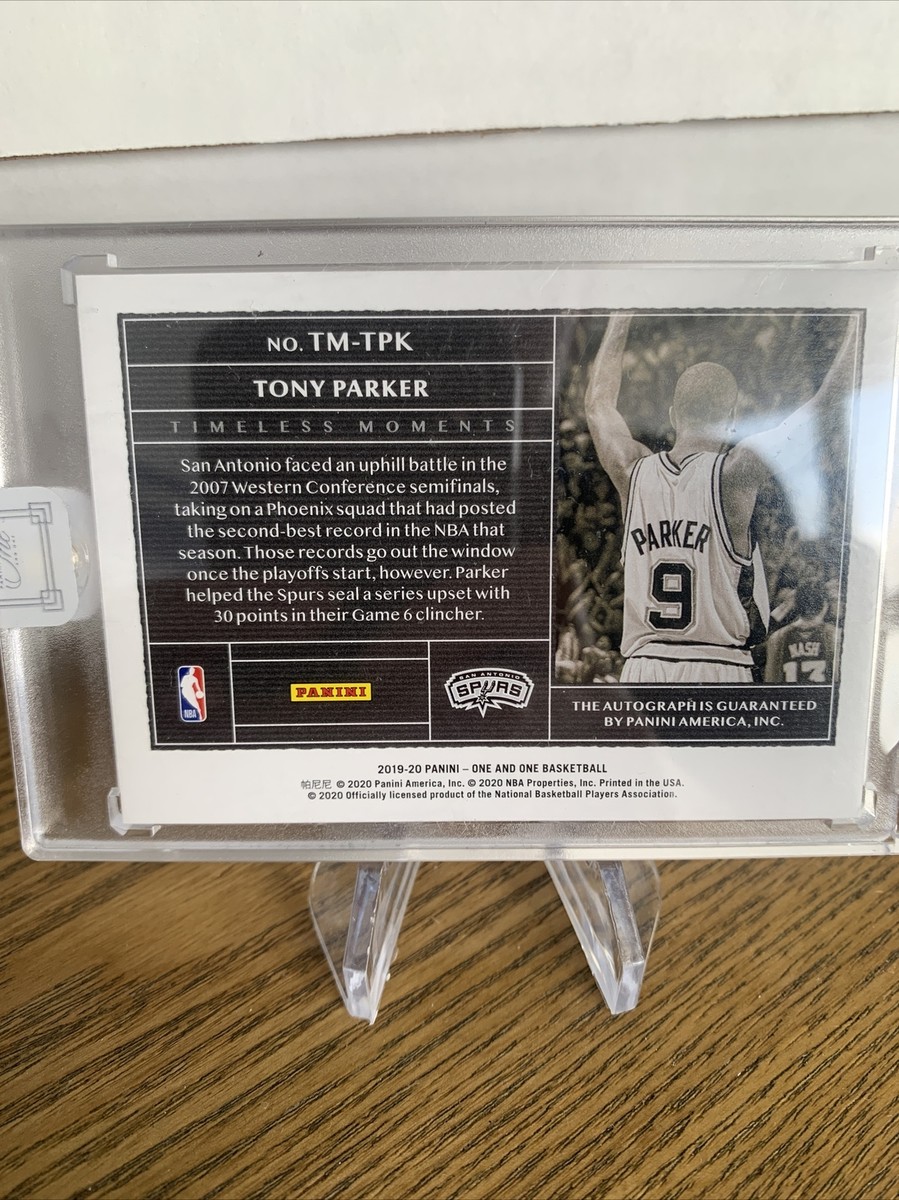 NO. TM-TPK
TONY PARKER
TIMELESS MOMENTS
San Antonio faced an uphill battle in the
2007 Western Conference semifinals,
taking on a Phoenix squad that had posted
the second-best record in the NBA that
season. Those records go out the window
once the playoffs start, however. Parker
helped the Spurs seal a series upset with
30 points in their Game 6 clincher.
NBA
PANINI
SAN ANTONIO
SPURS
PARKER
9
NASH
13
THE AUTOGRAPH IS GUARANTEED
BY PANINI AMERICA, INC.
2019-20 PANINI – ONE AND ONE BASKETBALL
帕尼尼 © 2020 Panini America, Inc. © 2020 NBA Properties, Inc. Printed in the USA.
© 2020 Officially licensed product of the National Basketball Players Association.